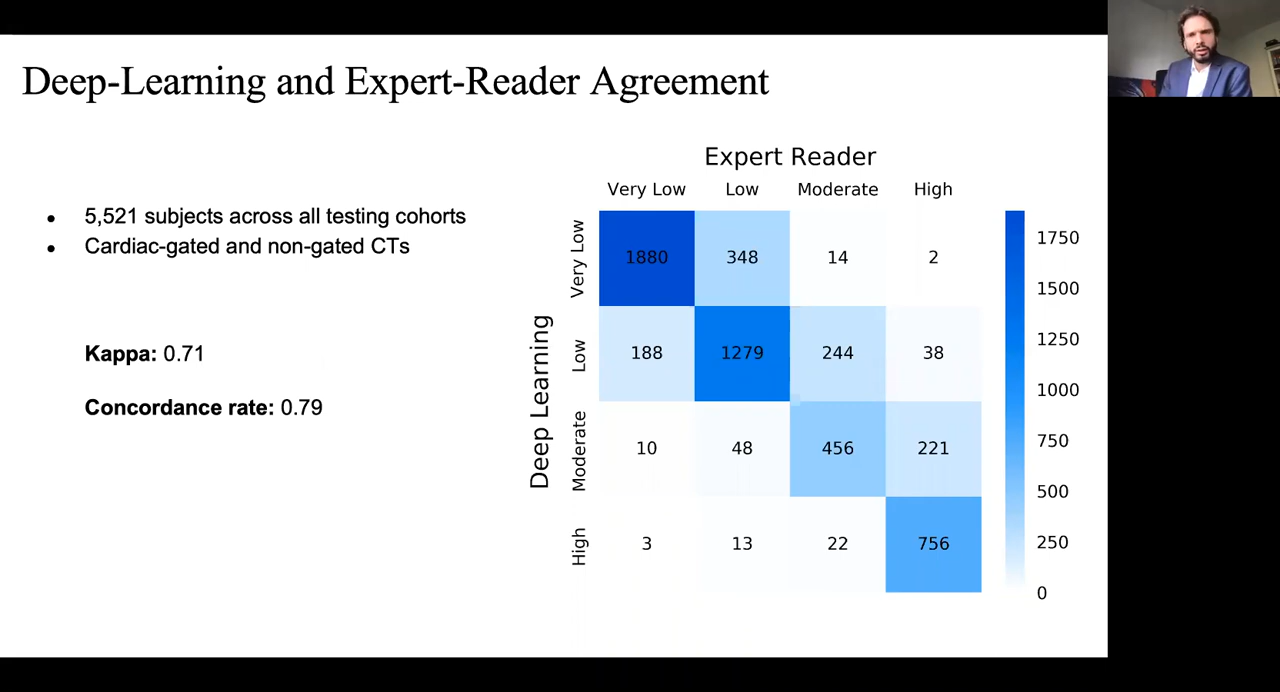 Deep-Learning and Expert-Reader Agreement
• 5,521 subjects across all testing cohorts
• Cardiac-gated and non-gated CTs
Kappa: 0.71
Concordance rate: 0.79
Expert Reader
Very Low Low Moderate High
Deep Learning
Very Low 1880 348 14 2
Low 188 1279 244 38
Moderate 10 48 456 221
High 3 13 22 756
1750
1500
1250
1000
750
500
250
0